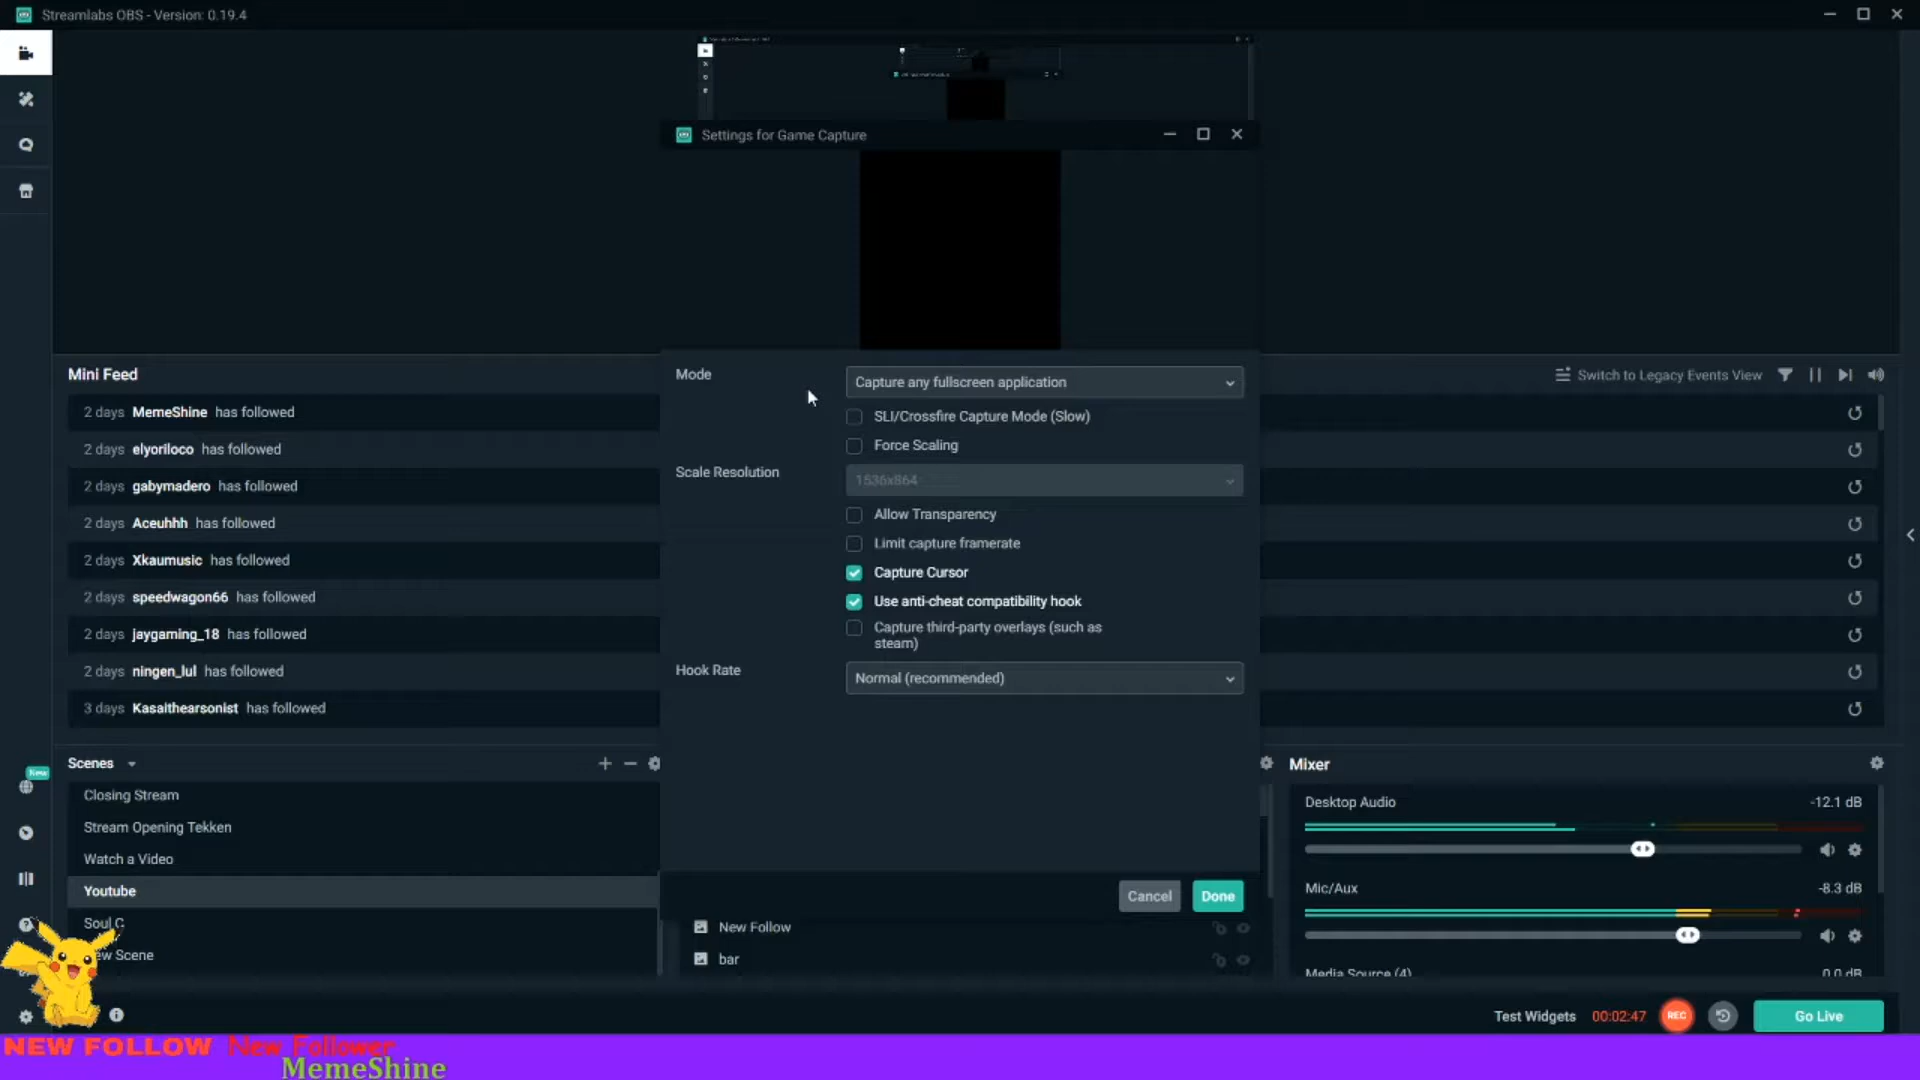 Streamlabs OBS - Version: 0.19.4
Settings for Game Capture
Mode
Capture any fullscreen application
SLI/Crossfire Capture Mode (Slow)
Force Scaling
Scale Resolution
1536x864
Allow Transparency
Limit capture framerate
Capture Cursor
Use anti-cheat compatibility hook
Capture third-party overlays (such as
steam)
Hook Rate
Normal (recommended)
Cancel
Done
Mini Feed
Switch to Legacy Events View
2 days MemeShine has followed
2 days elyoriloco has followed
2 days gabymadero has followed
2 days Aceuhhh has followed
2 days Xkaumusic has followed
2 days speedwagon66 has followed
2 days jaygaming_18 has followed
2 days ningen_lul has followed
3 days Kasaithearsonist has followed
New
Scenes
Closing Stream
Stream Opening Tekken
Watch a Video
Youtube
Soul C
ew Scene
New Follow
bar
Mixer
Desktop Audio -12.1 dB
Mic/Aux -8.3 dB
Media Source (4) 0.0 dB
Test Widgets 00:02:47 REC Go Live
NEW FOLLOW New Follower
MemeShine